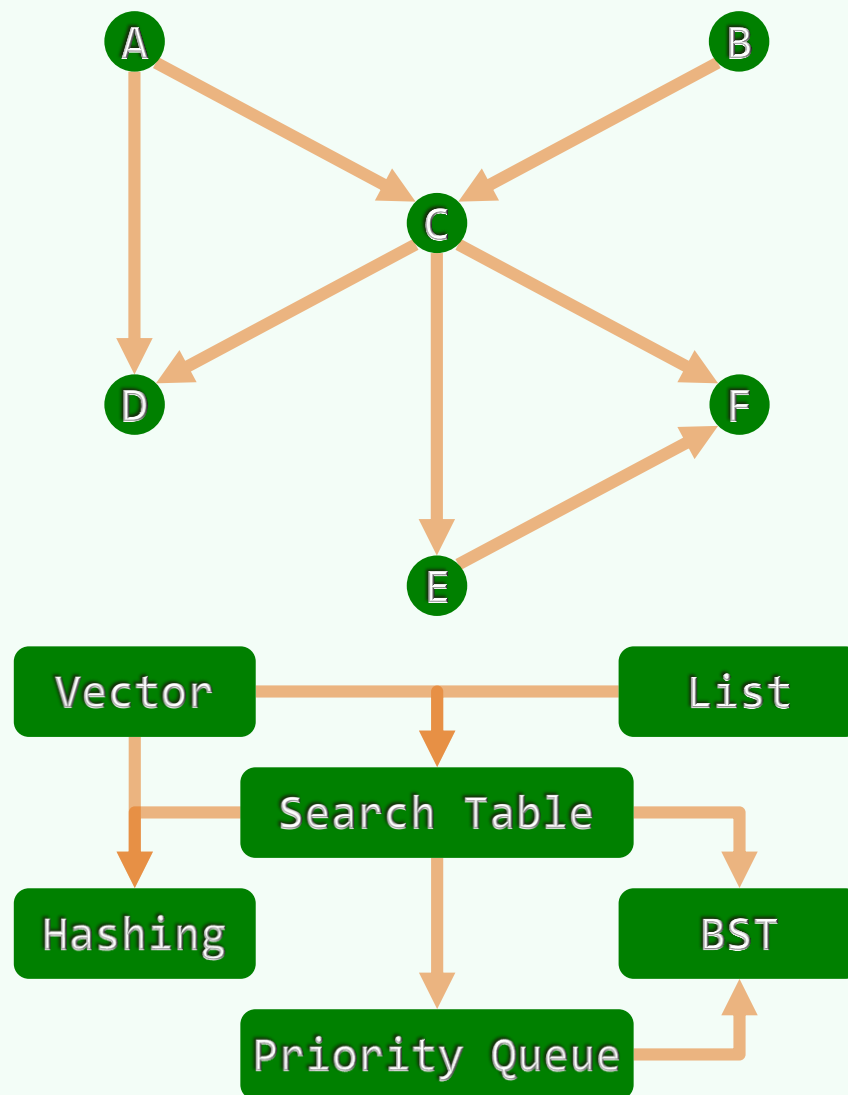 A
B
C
D
F
E
Vector
List
Search Table
Hashing
BST
Priority Queue